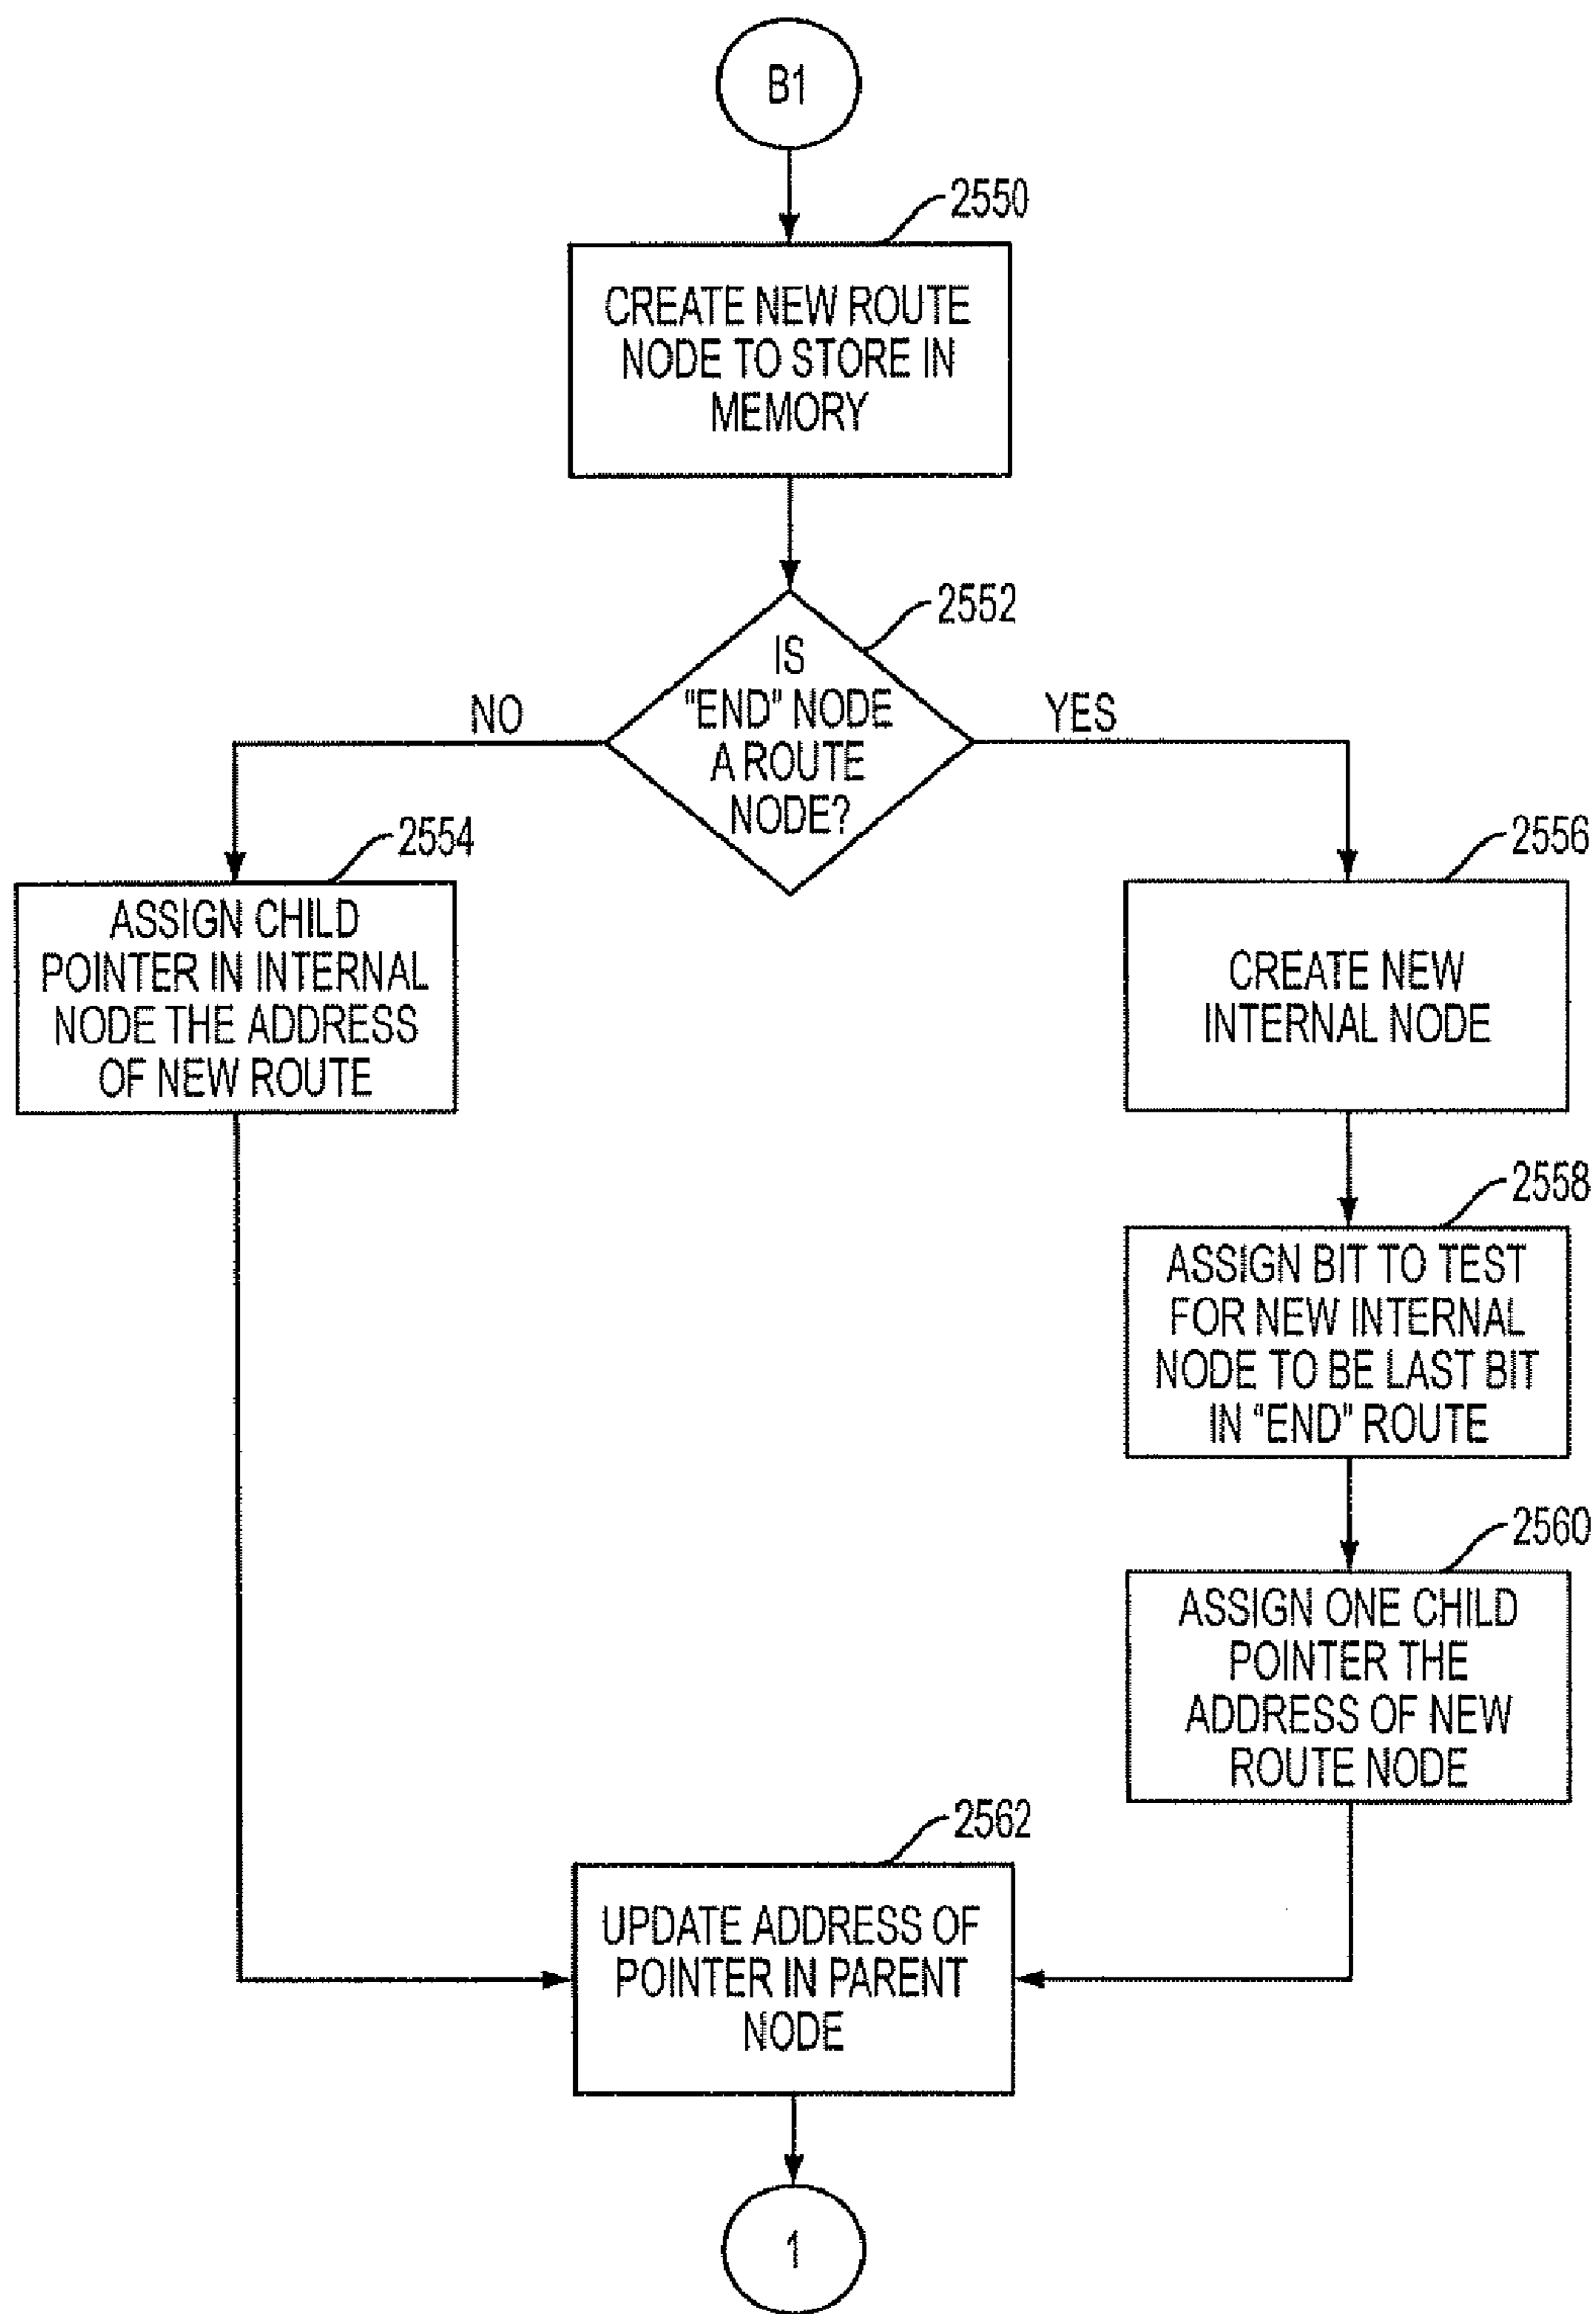 B1
2550
CREATE NEW ROUTE
NODE TO STORE IN
MEMORY
2552
IS
"END" NODE
A ROUTE
NODE?
NO
YES
2554
ASSIGN CHILD
POINTER IN INTERNAL
NODE THE ADDRESS
OF NEW ROUTE
2556
CREATE NEW
INTERNAL NODE
2558
ASSIGN BIT TO TEST
FOR NEW INTERNAL
NODE TO BE LAST BIT
IN "END" ROUTE
2560
ASSIGN ONE CHILD
POINTER THE
ADDRESS OF NEW
ROUTE NODE
2562
UPDATE ADDRESS OF
POINTER IN PARENT
NODE
1